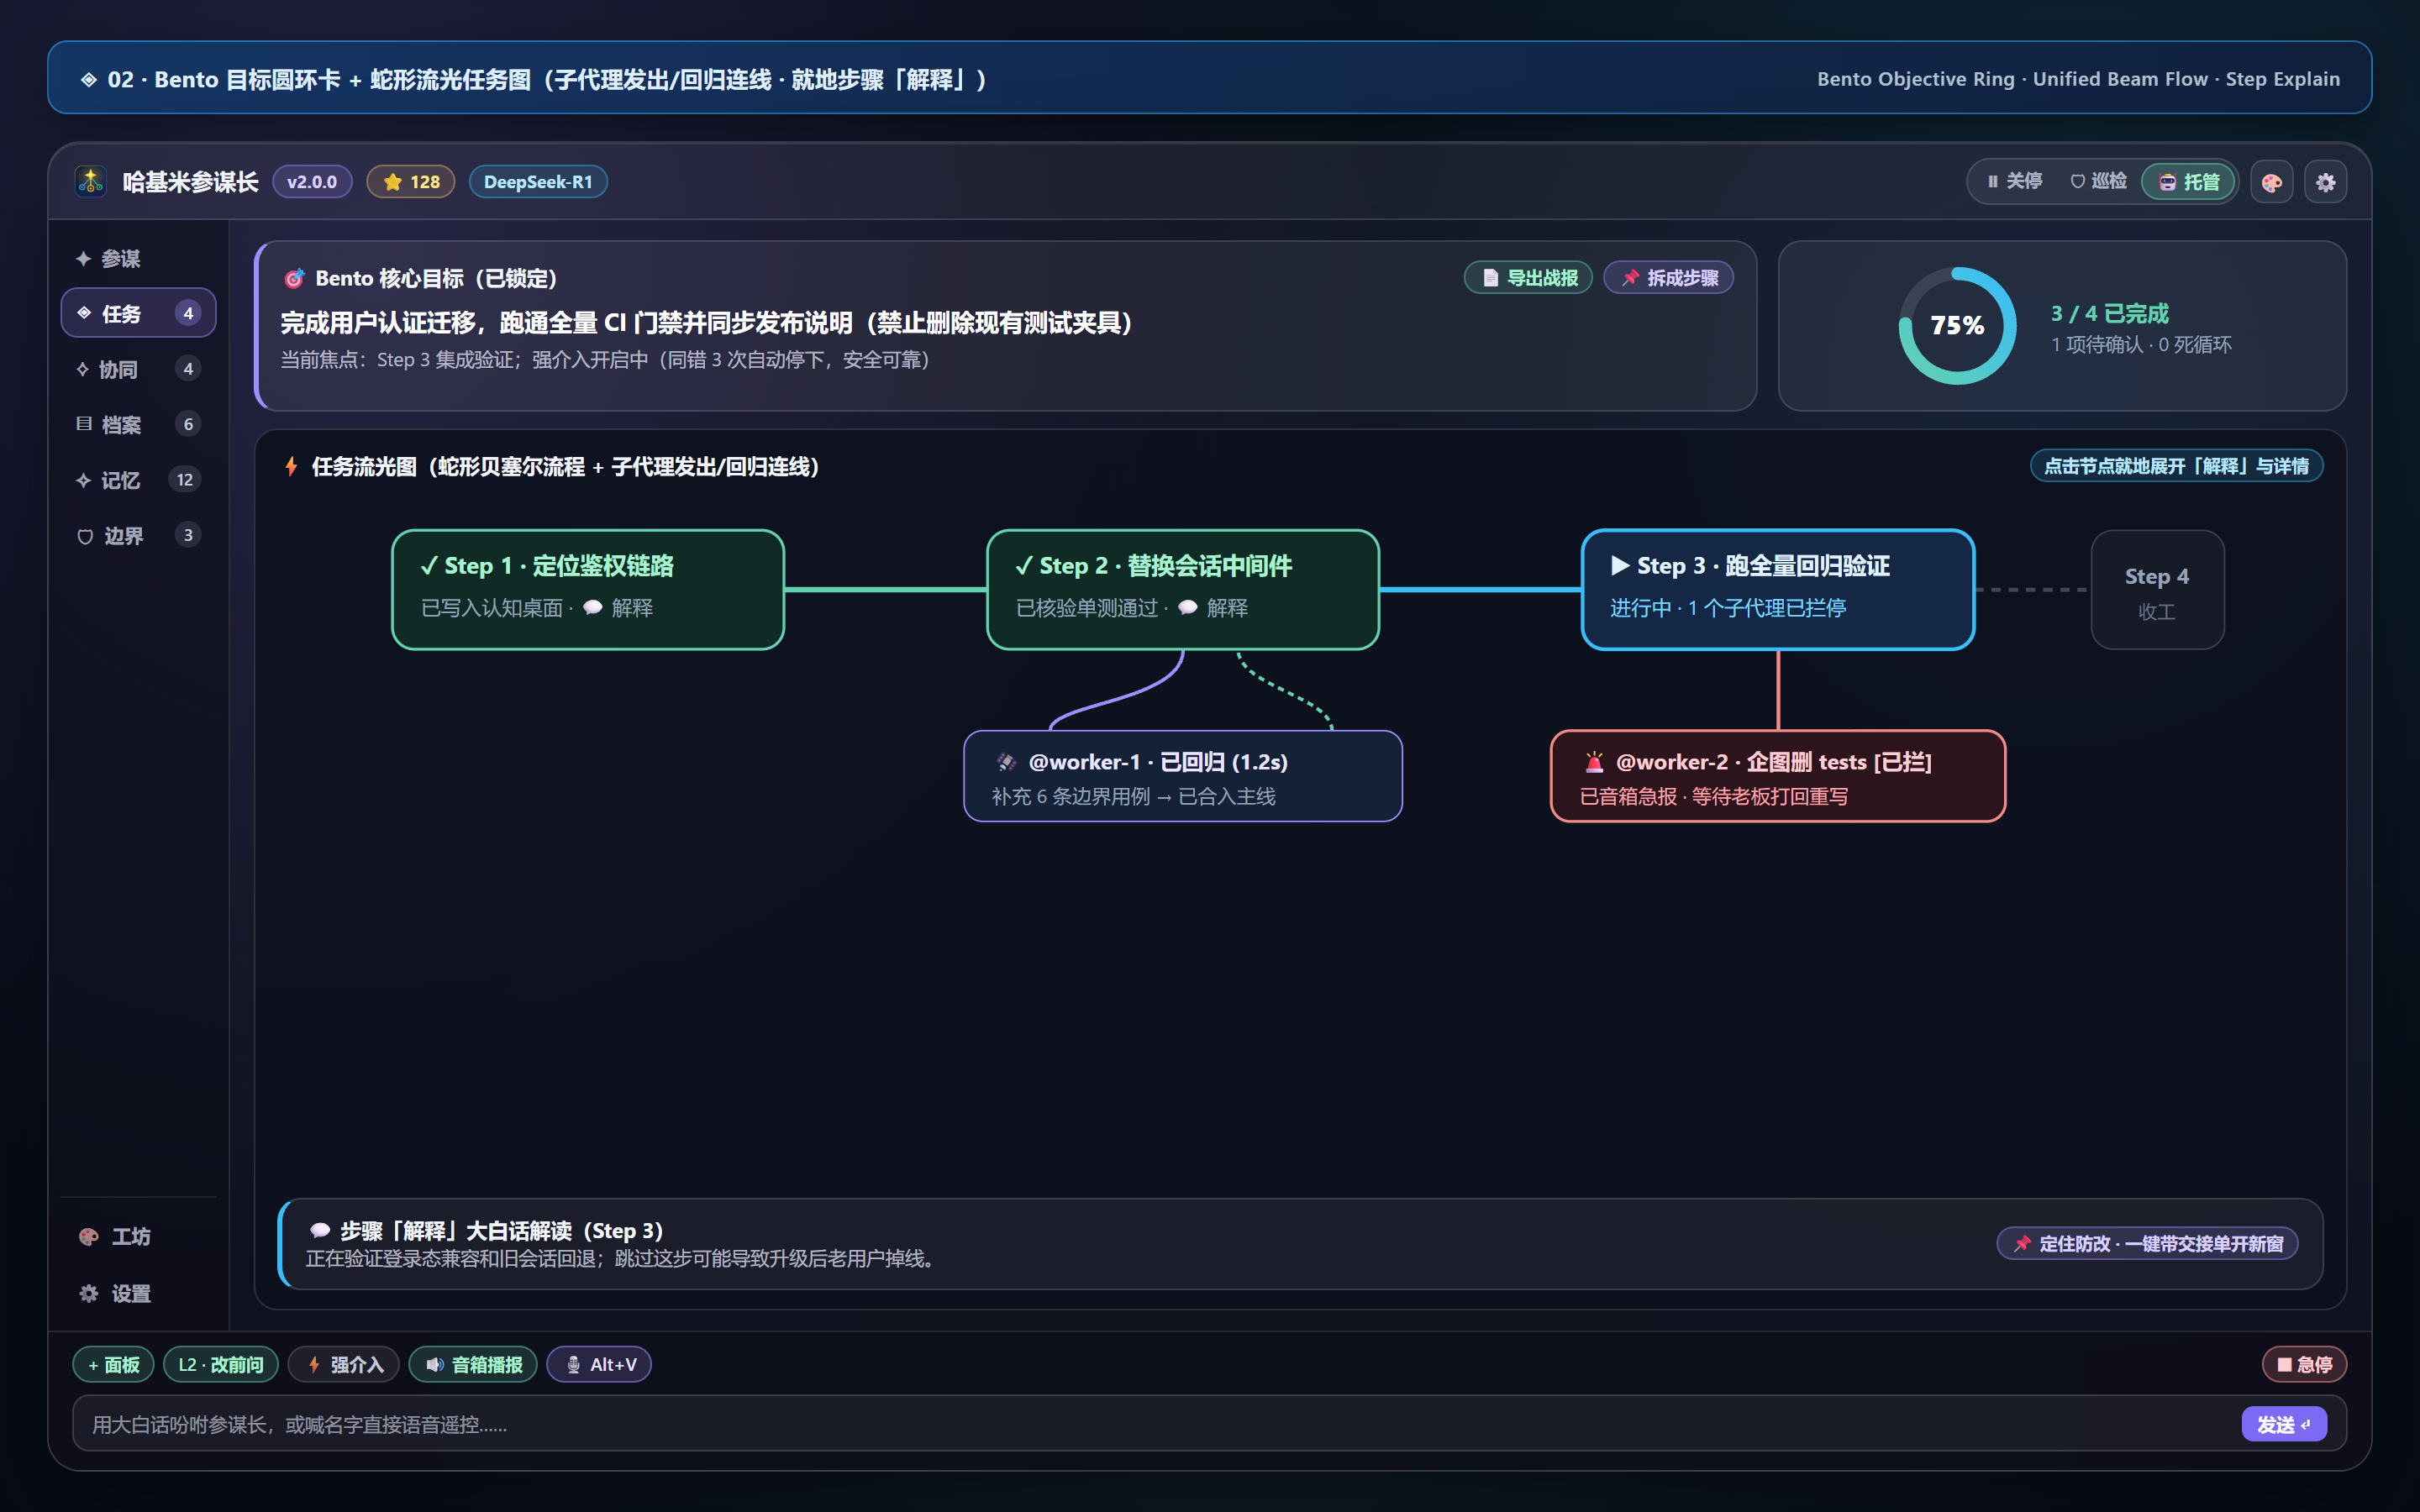 02 · Bento 目标圆环卡 + 蛇形流光任务图（子代理发出/回归连线 · 就地步骤「解释」）
Bento Objective Ring · Unified Beam Flow · Step Explain
哈基米参谋长
v2.0.0
128
DeepSeek-R1
关停
巡检
托管
参谋
任务 4
协同 4
档案 6
记忆 12
边界 3
工坊
设置
Bento 核心目标（已锁定）
导出战报
拆成步骤
完成用户认证迁移，跑通全量 CI 门禁并同步发布说明（禁止删除现有测试夹具）
当前焦点：Step 3 集成验证；强介入开启中（同错 3 次自动停下，安全可靠）
75%
3 / 4 已完成
1 项待确认 · 0 死循环
任务流光图（蛇形贝塞尔流程 + 子代理发出/回归连线）
点击节点就地展开「解释」与详情
✓ Step 1 · 定位鉴权链路
已写入认知桌面 · 💬 解释
✓ Step 2 · 替换会话中间件
已核验单测通过 · 💬 解释
▶ Step 3 · 跑全量回归验证
进行中 · 1 个子代理已拦停
Step 4
收工
@worker-1 · 已回归 (1.2s)
补充 6 条边界用例 → 已合入主线
@worker-2 · 企图删 tests [已拦]
已音箱急报 · 等待老板打回重写
步骤「解释」大白话解读（Step 3）
正在验证登录态兼容和旧会话回退；跳过这步可能导致升级后老用户掉线。
定住防改 · 一键带交接单开新窗
+ 面板
L2 · 改前问
强介入
音箱播报
Alt+V
急停
用大白话吩咐参谋长，或喊名字直接语音遥控......
发送 ↵